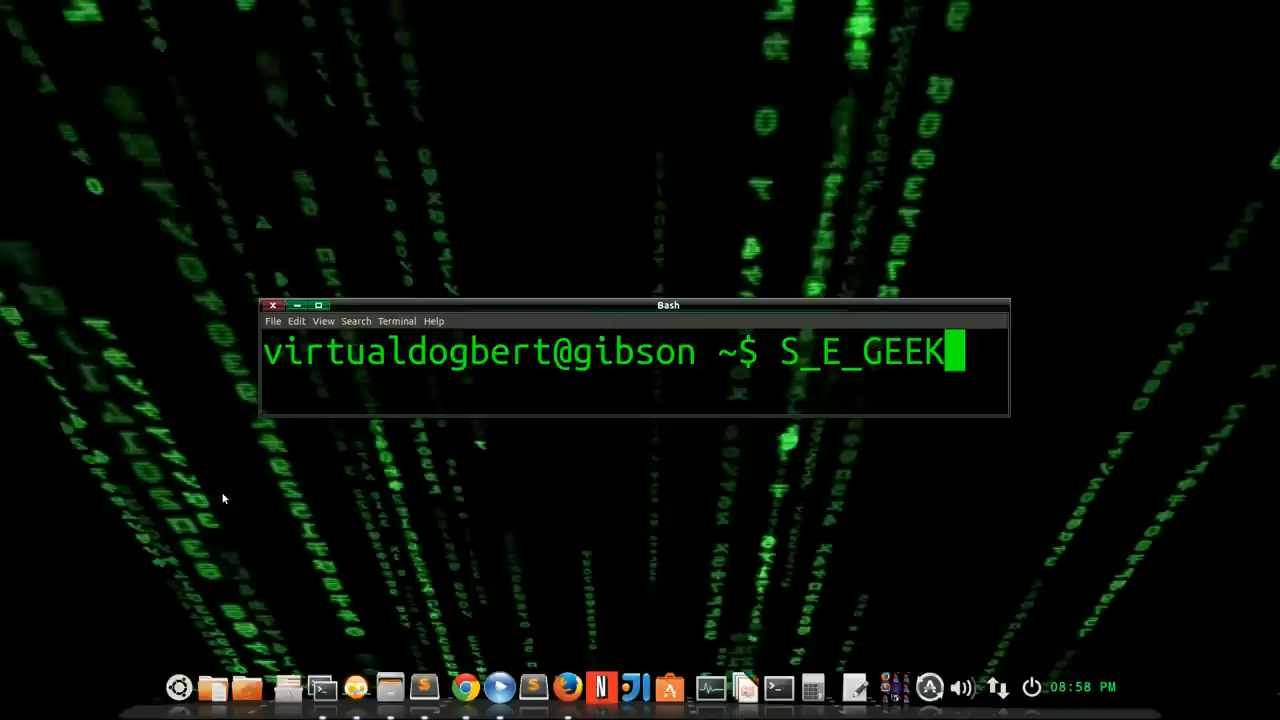 Bash
File Edit View Search Terminal Help
virtualdogbert@gibson ~$ S_E_GEEK
08:58 PM